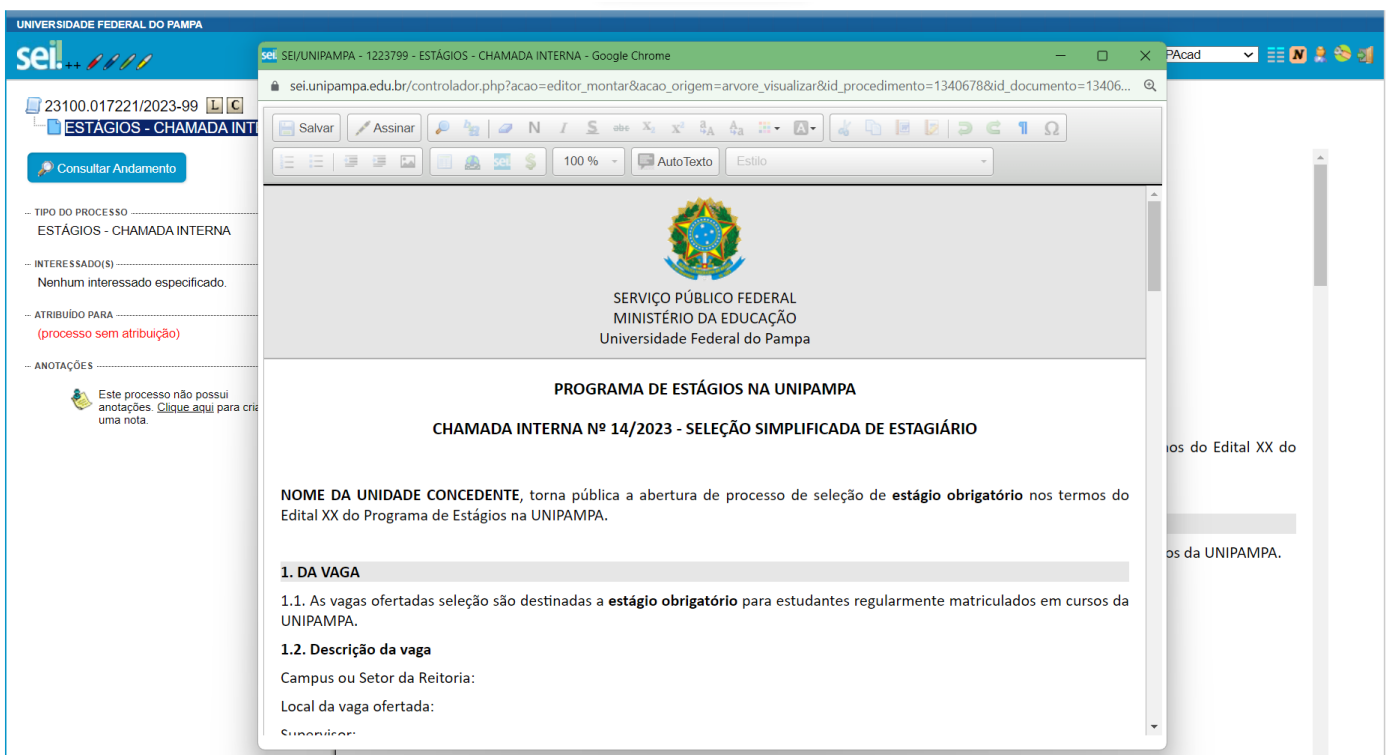 UNIVERSIDADE FEDERAL DO PAMPA
sei! ++
PAcad
N
23100.017221/2023-99 L C
ESTÁGIOS - CHAMADA INT
Consultar Andamento
TIPO DO PROCESSO
ESTÁGIOS - CHAMADA INTERNA
INTERESSADO(S)
Nenhum interessado especificado.
ATRIBUÍDO PARA
(processo sem atribuição)
ANOTAÇÕES
Este processo não possui
anotações. Clique aqui para cria
uma nota.
sei! SEI/UNIPAMPA - 1223799 - ESTÁGIOS - CHAMADA INTERNA - Google Chrome
sei.unipampa.edu.br/controlador.php?acao=editor_montar&acao_origem=arvore_visualizar&id_procedimento=1340678&id_documento=13406...
Salvar Assinar N I S abc X₂ X² A
100 % AutoTexto Estilo
SERVIÇO PÚBLICO FEDERAL
MINISTÉRIO DA EDUCAÇÃO
Universidade Federal do Pampa
PROGRAMA DE ESTÁGIOS NA UNIPAMPA
CHAMADA INTERNA Nº 14/2023 - SELEÇÃO SIMPLIFICADA DE ESTAGIÁRIO
NOME DA UNIDADE CONCEDENTE, torna pública a abertura de processo de seleção de estágio obrigatório nos termos do
Edital XX do Programa de Estágios na UNIPAMPA.
1. DA VAGA
1.1. As vagas ofertadas seleção são destinadas a estágio obrigatório para estudantes regularmente matriculados em cursos da
UNIPAMPA.
1.2. Descrição da vaga
Campus ou Setor da Reitoria:
Local da vaga ofertada:
Supervisor:
nos do Edital XX do
os da UNIPAMPA.